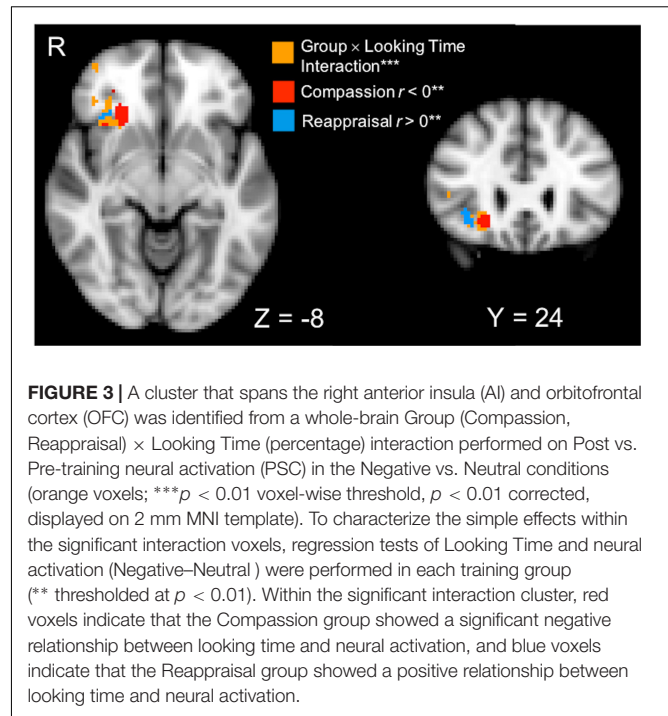 R
Group × Looking Time
Interaction***
Compassion r < 0**
Reappraisal r > 0**
Z = -8
Y = 24
FIGURE 3 | A cluster that spans the right anterior insula (AI) and orbitofrontal
cortex (OFC) was identified from a whole-brain Group (Compassion,
Reappraisal) × Looking Time (percentage) interaction performed on Post vs.
Pre-training neural activation (PSC) in the Negative vs. Neutral conditions
(orange voxels; ***p < 0.01 voxel-wise threshold, p < 0.01 corrected,
displayed on 2 mm MNI template). To characterize the simple effects within
the significant interaction voxels, regression tests of Looking Time and neural
activation (Negative–Neutral ) were performed in each training group
(** thresholded at p < 0.01). Within the significant interaction cluster, red
voxels indicate that the Compassion group showed a significant negative
relationship between looking time and neural activation, and blue voxels
indicate that the Reappraisal group showed a positive relationship between
looking time and neural activation.